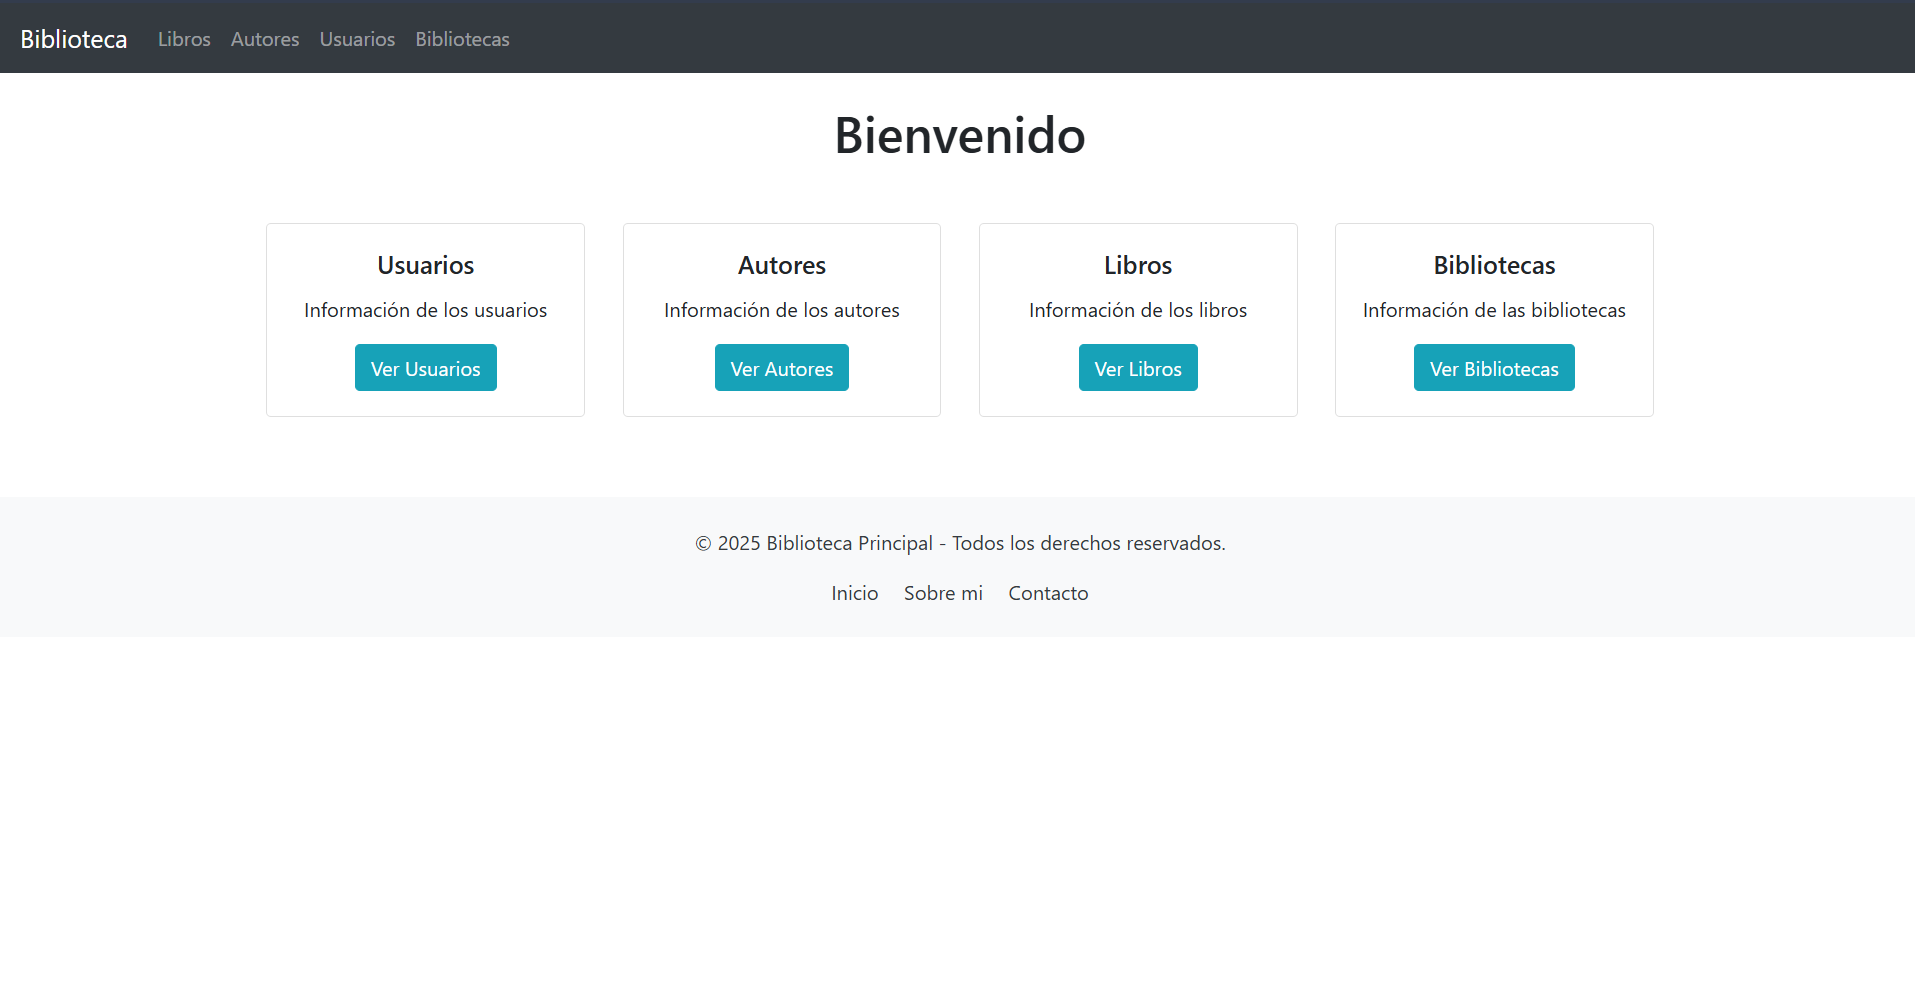 Biblioteca Libros Autores Usuarios Bibliotecas
Bienvenido
Usuarios
Información de los usuarios
Ver Usuarios
Autores
Información de los autores
Ver Autores
Libros
Información de los libros
Ver Libros
Bibliotecas
Información de las bibliotecas
Ver Bibliotecas
© 2025 Biblioteca Principal - Todos los derechos reservados.
Inicio Sobre mi Contacto